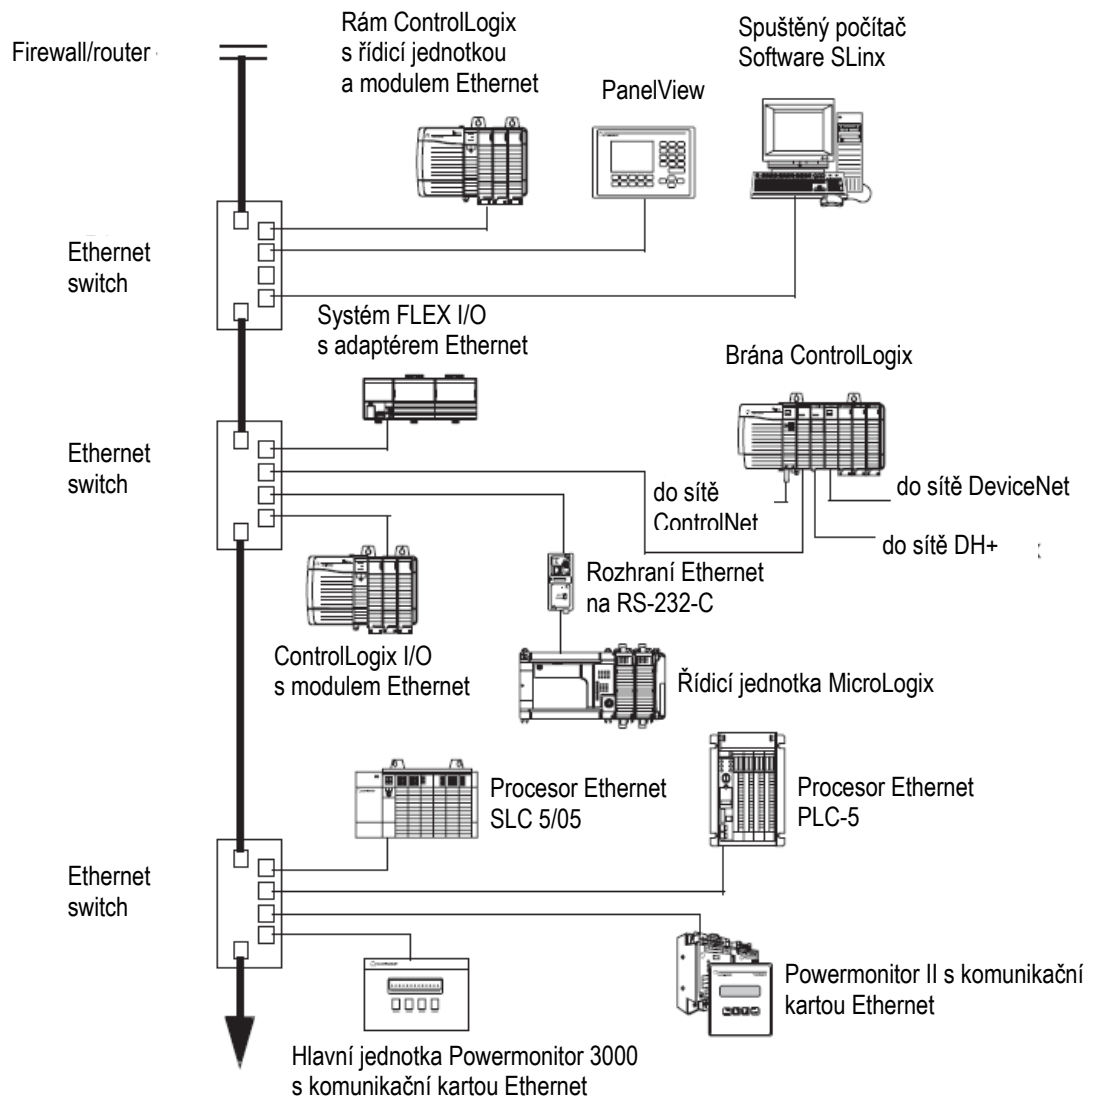 Rám ControlLogix
s řídicí jednotkou
a modulem Ethernet
Spuštěný počítač
Software SLinx
Firewall/router
PanelView
Ethernet
switch
Systém FLEX I/O
s adaptérem Ethernet
Brána ControlLogix
Ethernet
switch
do sítě
ControlNet
do sítě DeviceNet
do sítě DH+
Rozhraní Ethernet
na RS-232-C
ControlLogix I/O
s modulem Ethernet
Řídicí jednotka MicroLogix
Procesor Ethernet
SLC 5/05
Procesor Ethernet
PLC-5
Ethernet
switch
Powermonitor II s komunikační
kartou Ethernet
Hlavní jednotka Powermonitor 3000
s komunikační kartou Ethernet